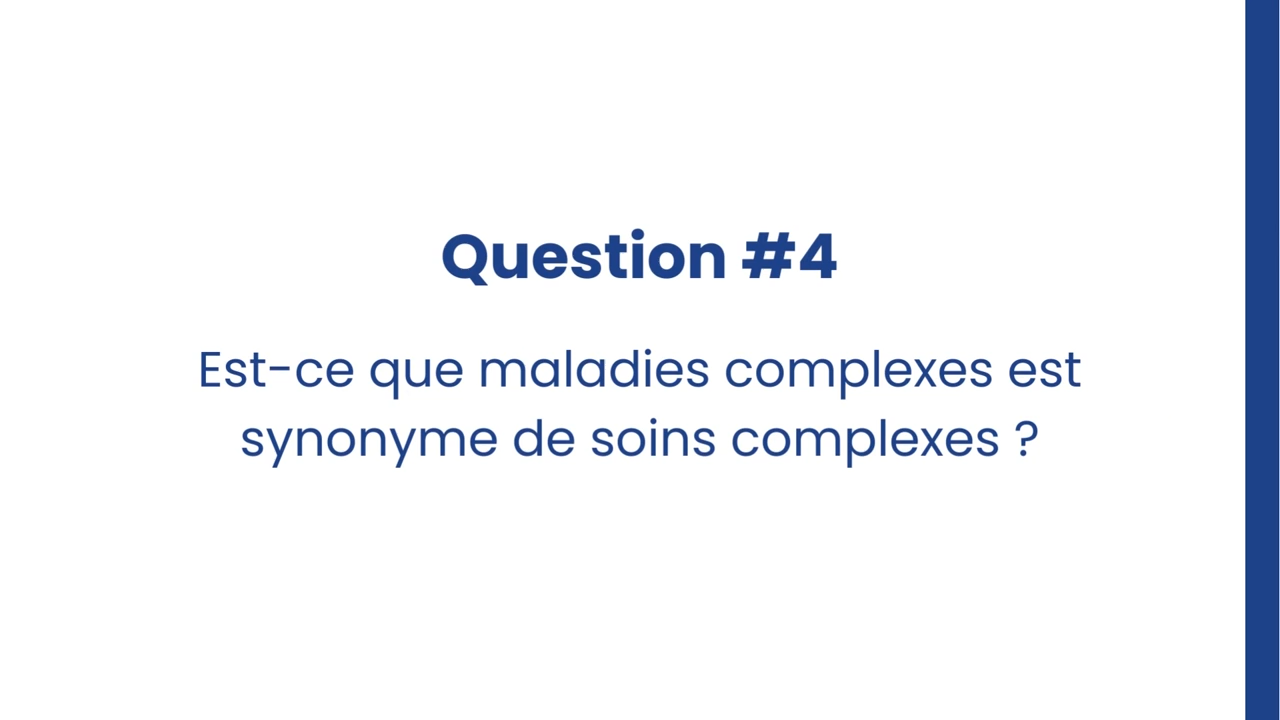 Question #4
Est-ce que maladies complexes est
synonyme de soins complexes ?